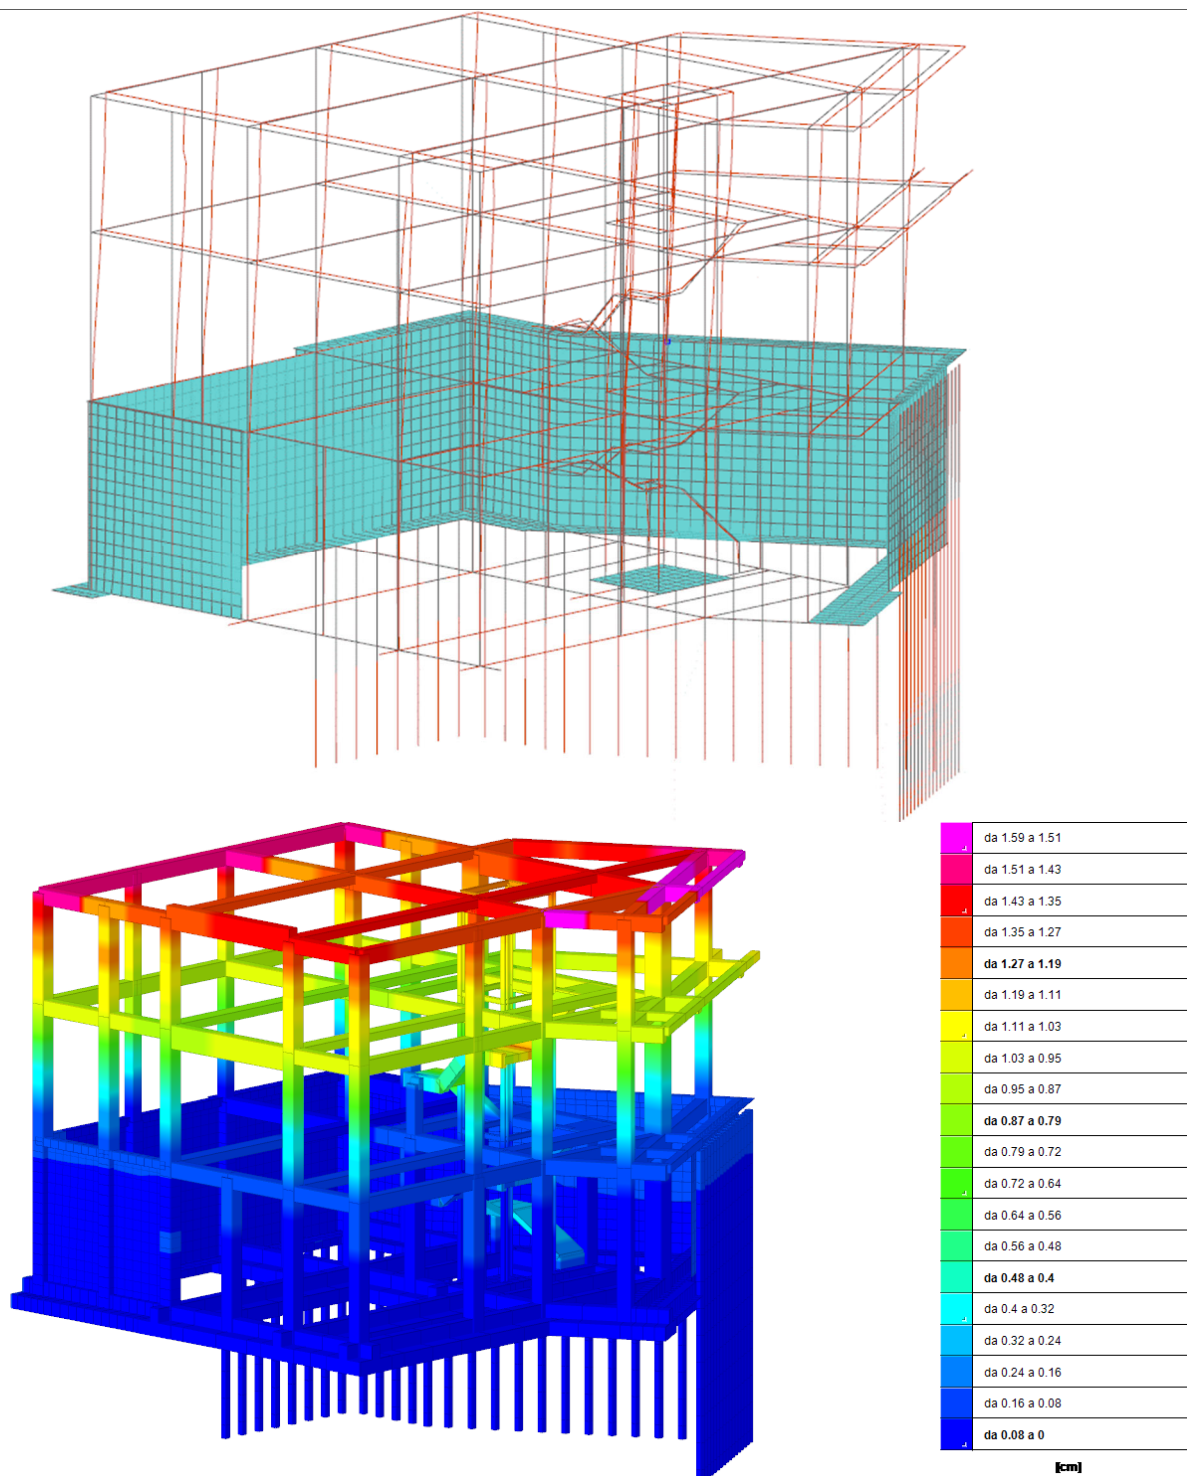 da 1.59 a 1.51
da 1.51 a 1.43
da 1.43 a 1.35
da 1.35 a 1.27
da 1.27 a 1.19
da 1.19 a 1.11
da 1.11 a 1.03
da 1.03 a 0.95
da 0.95 a 0.87
da 0.87 a 0.79
da 0.79 a 0.72
da 0.72 a 0.64
da 0.64 a 0.56
da 0.56 a 0.48
da 0.48 a 0.4
da 0.4 a 0.32
da 0.32 a 0.24
da 0.24 a 0.16
da 0.16 a 0.08
da 0.08 a 0
[cm]